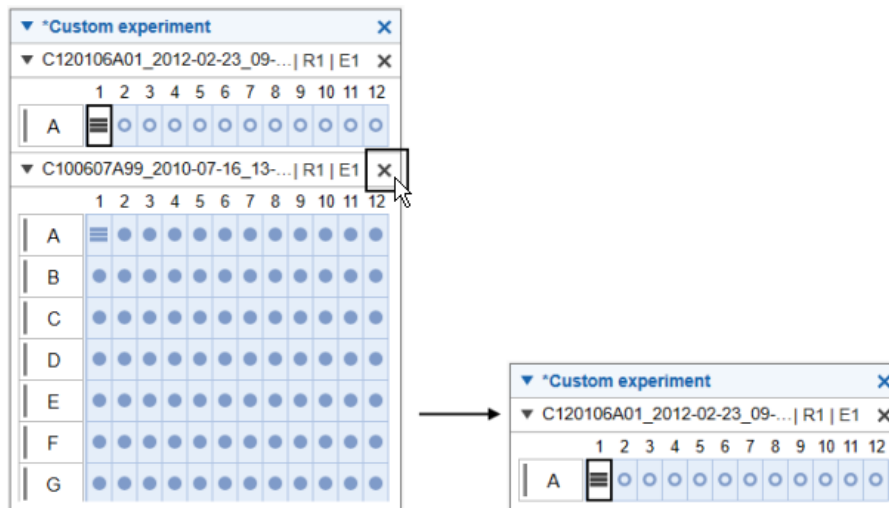 *Custom experiment
C120106A01_2012-02-23_09-...| R1 | E1
1 2 3 4 5 6 7 8 9 10 11 12
A
C100607A99_2010-07-16_13-...| R1 | E1
1 2 3 4 5 6 7 8 9 10 11 12
A
B
C
D
E
F
G
*Custom experiment
C120106A01_2012-02-23_09-...| R1 | E1
1 2 3 4 5 6 7 8 9 10 11 12
A